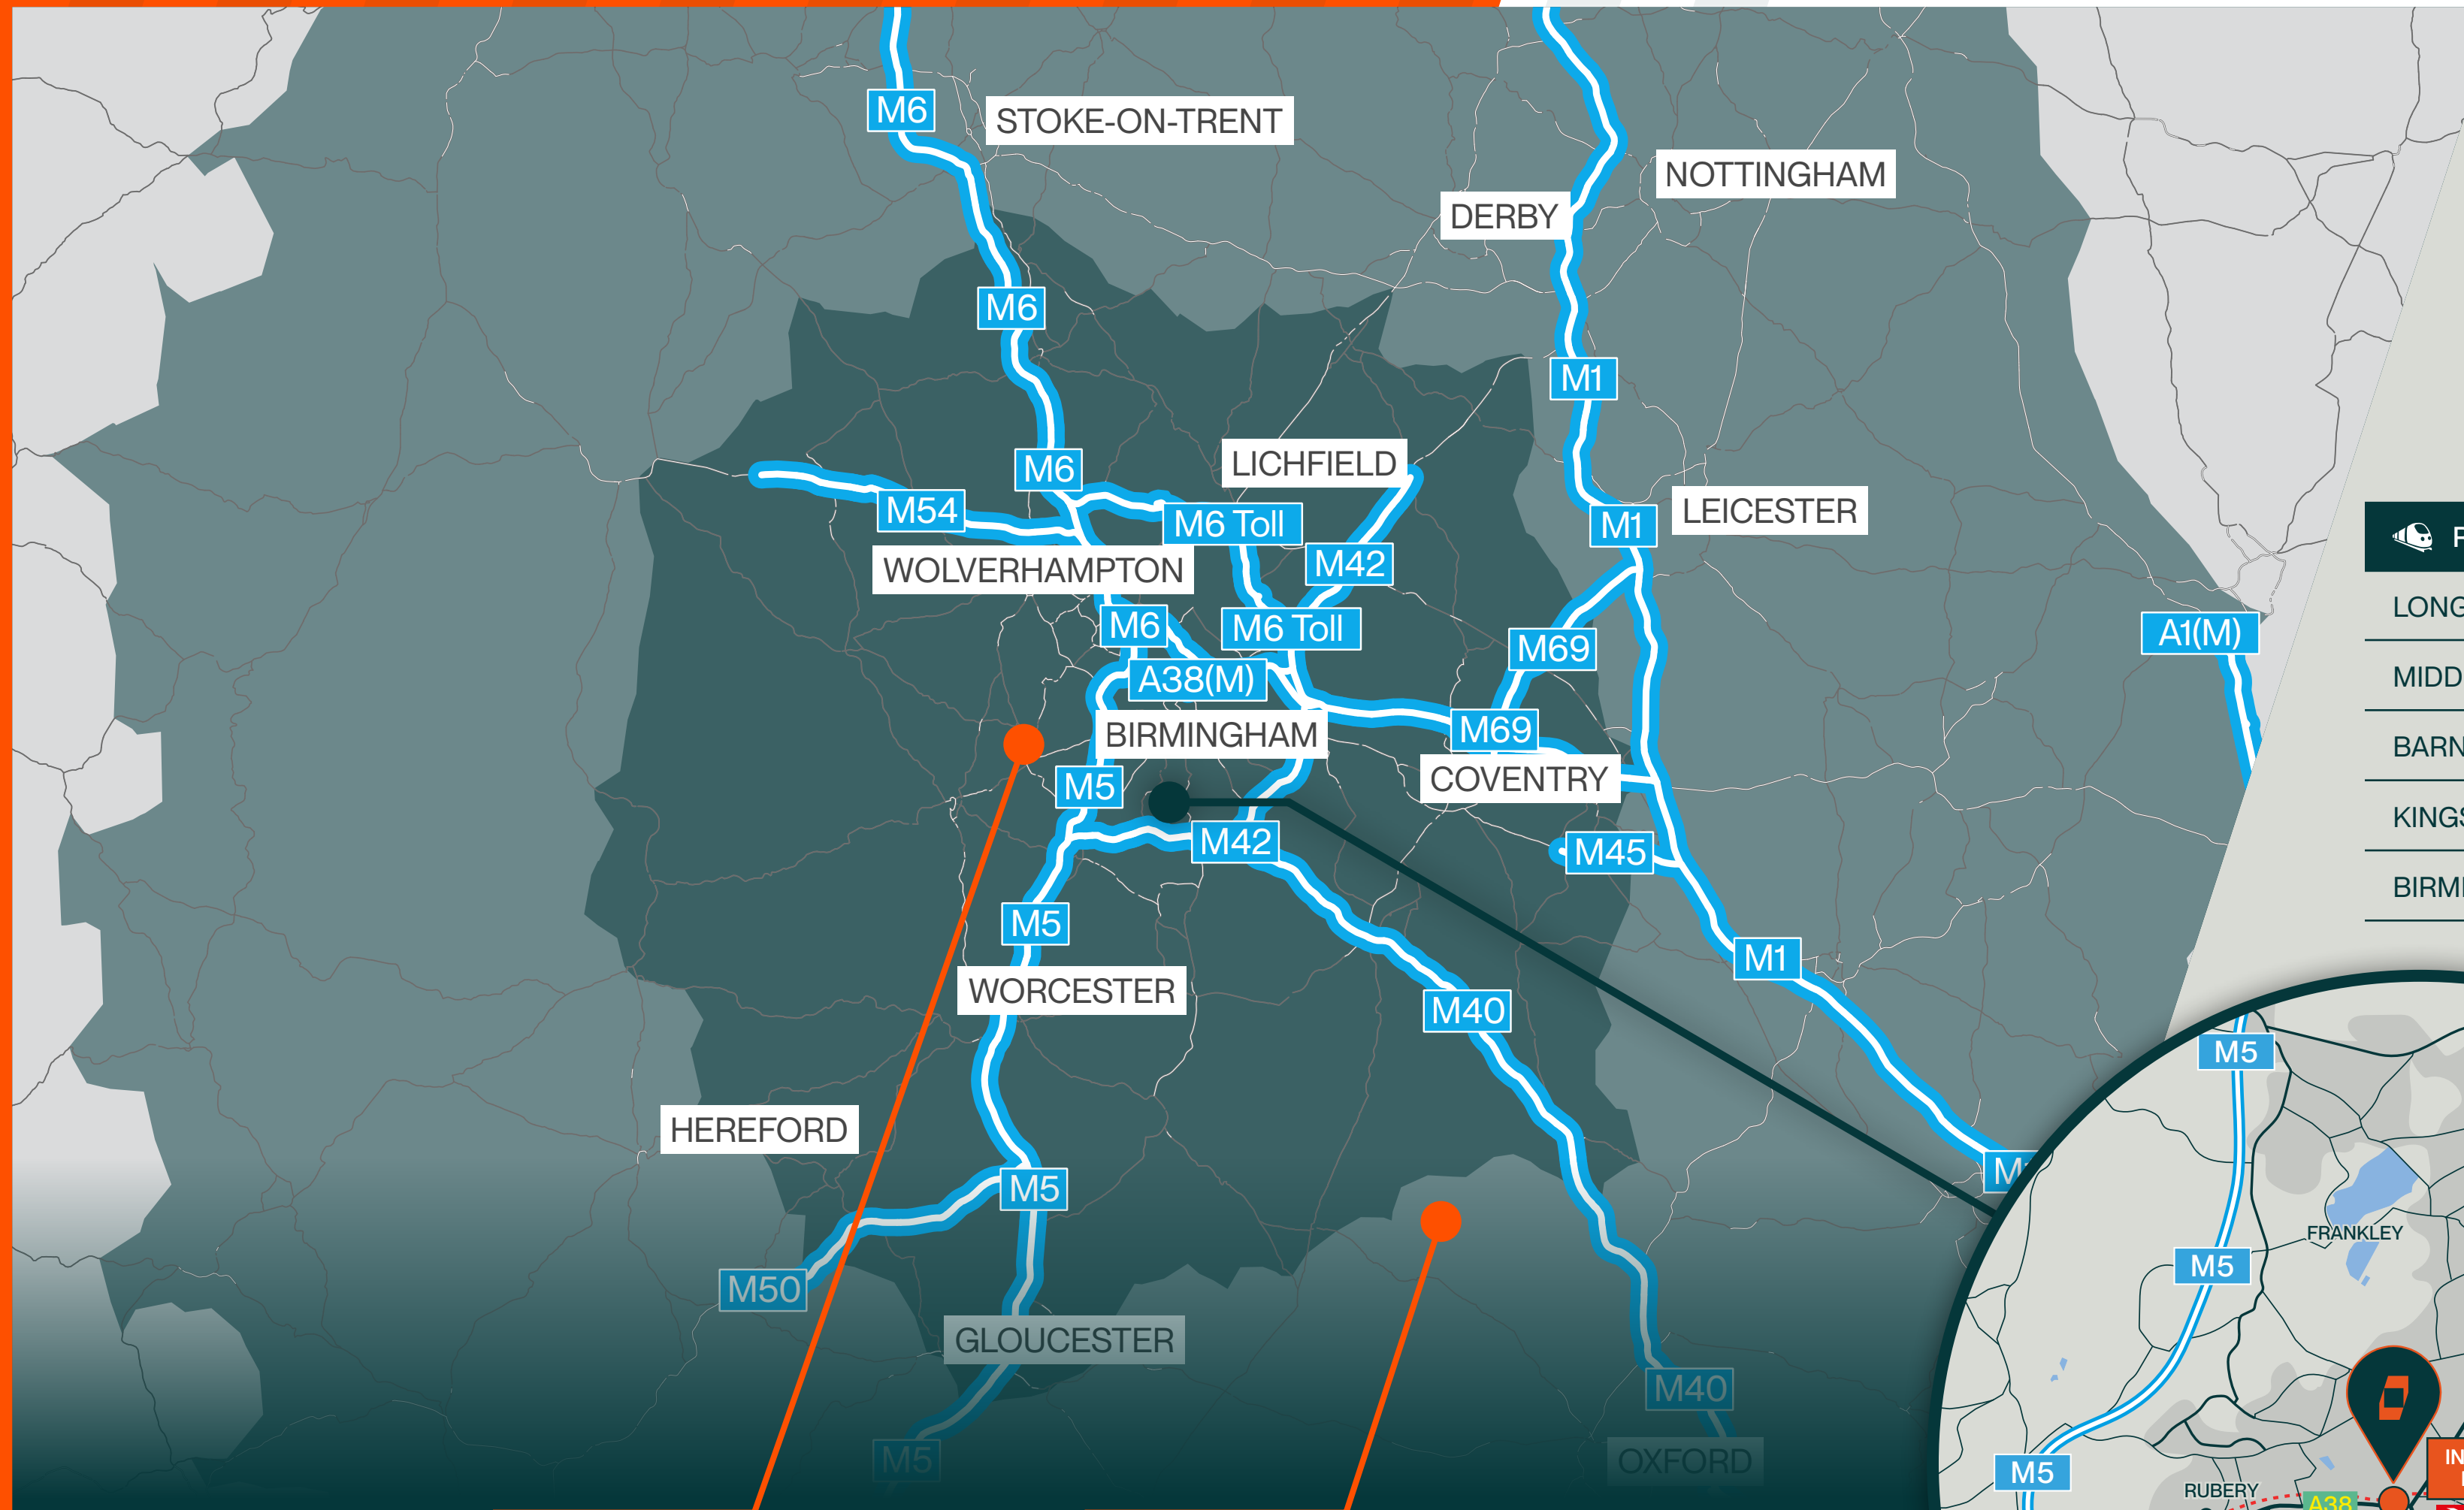 M6
STOKE-ON-TRENT
NOTTINGHAM
DERBY
M6
M1
LICHFIELD
M6
M54
M6 Toll
LEICESTER
M1
WOLVERHAMPTON
M42
M6
M6 Toll
A1(M)
M69
A38(M)
BIRMINGHAM
M69
COVENTRY
M5
M42
M45
M5
M1
WORCESTER
M40
HEREFORD
M5
M50
GLOUCESTER
M40
M5
OXFORD
LONG
MIDD
BARN
KINGS
BIRM
M5
FRANKLEY
M5
M5
RUBERY
A38
IN